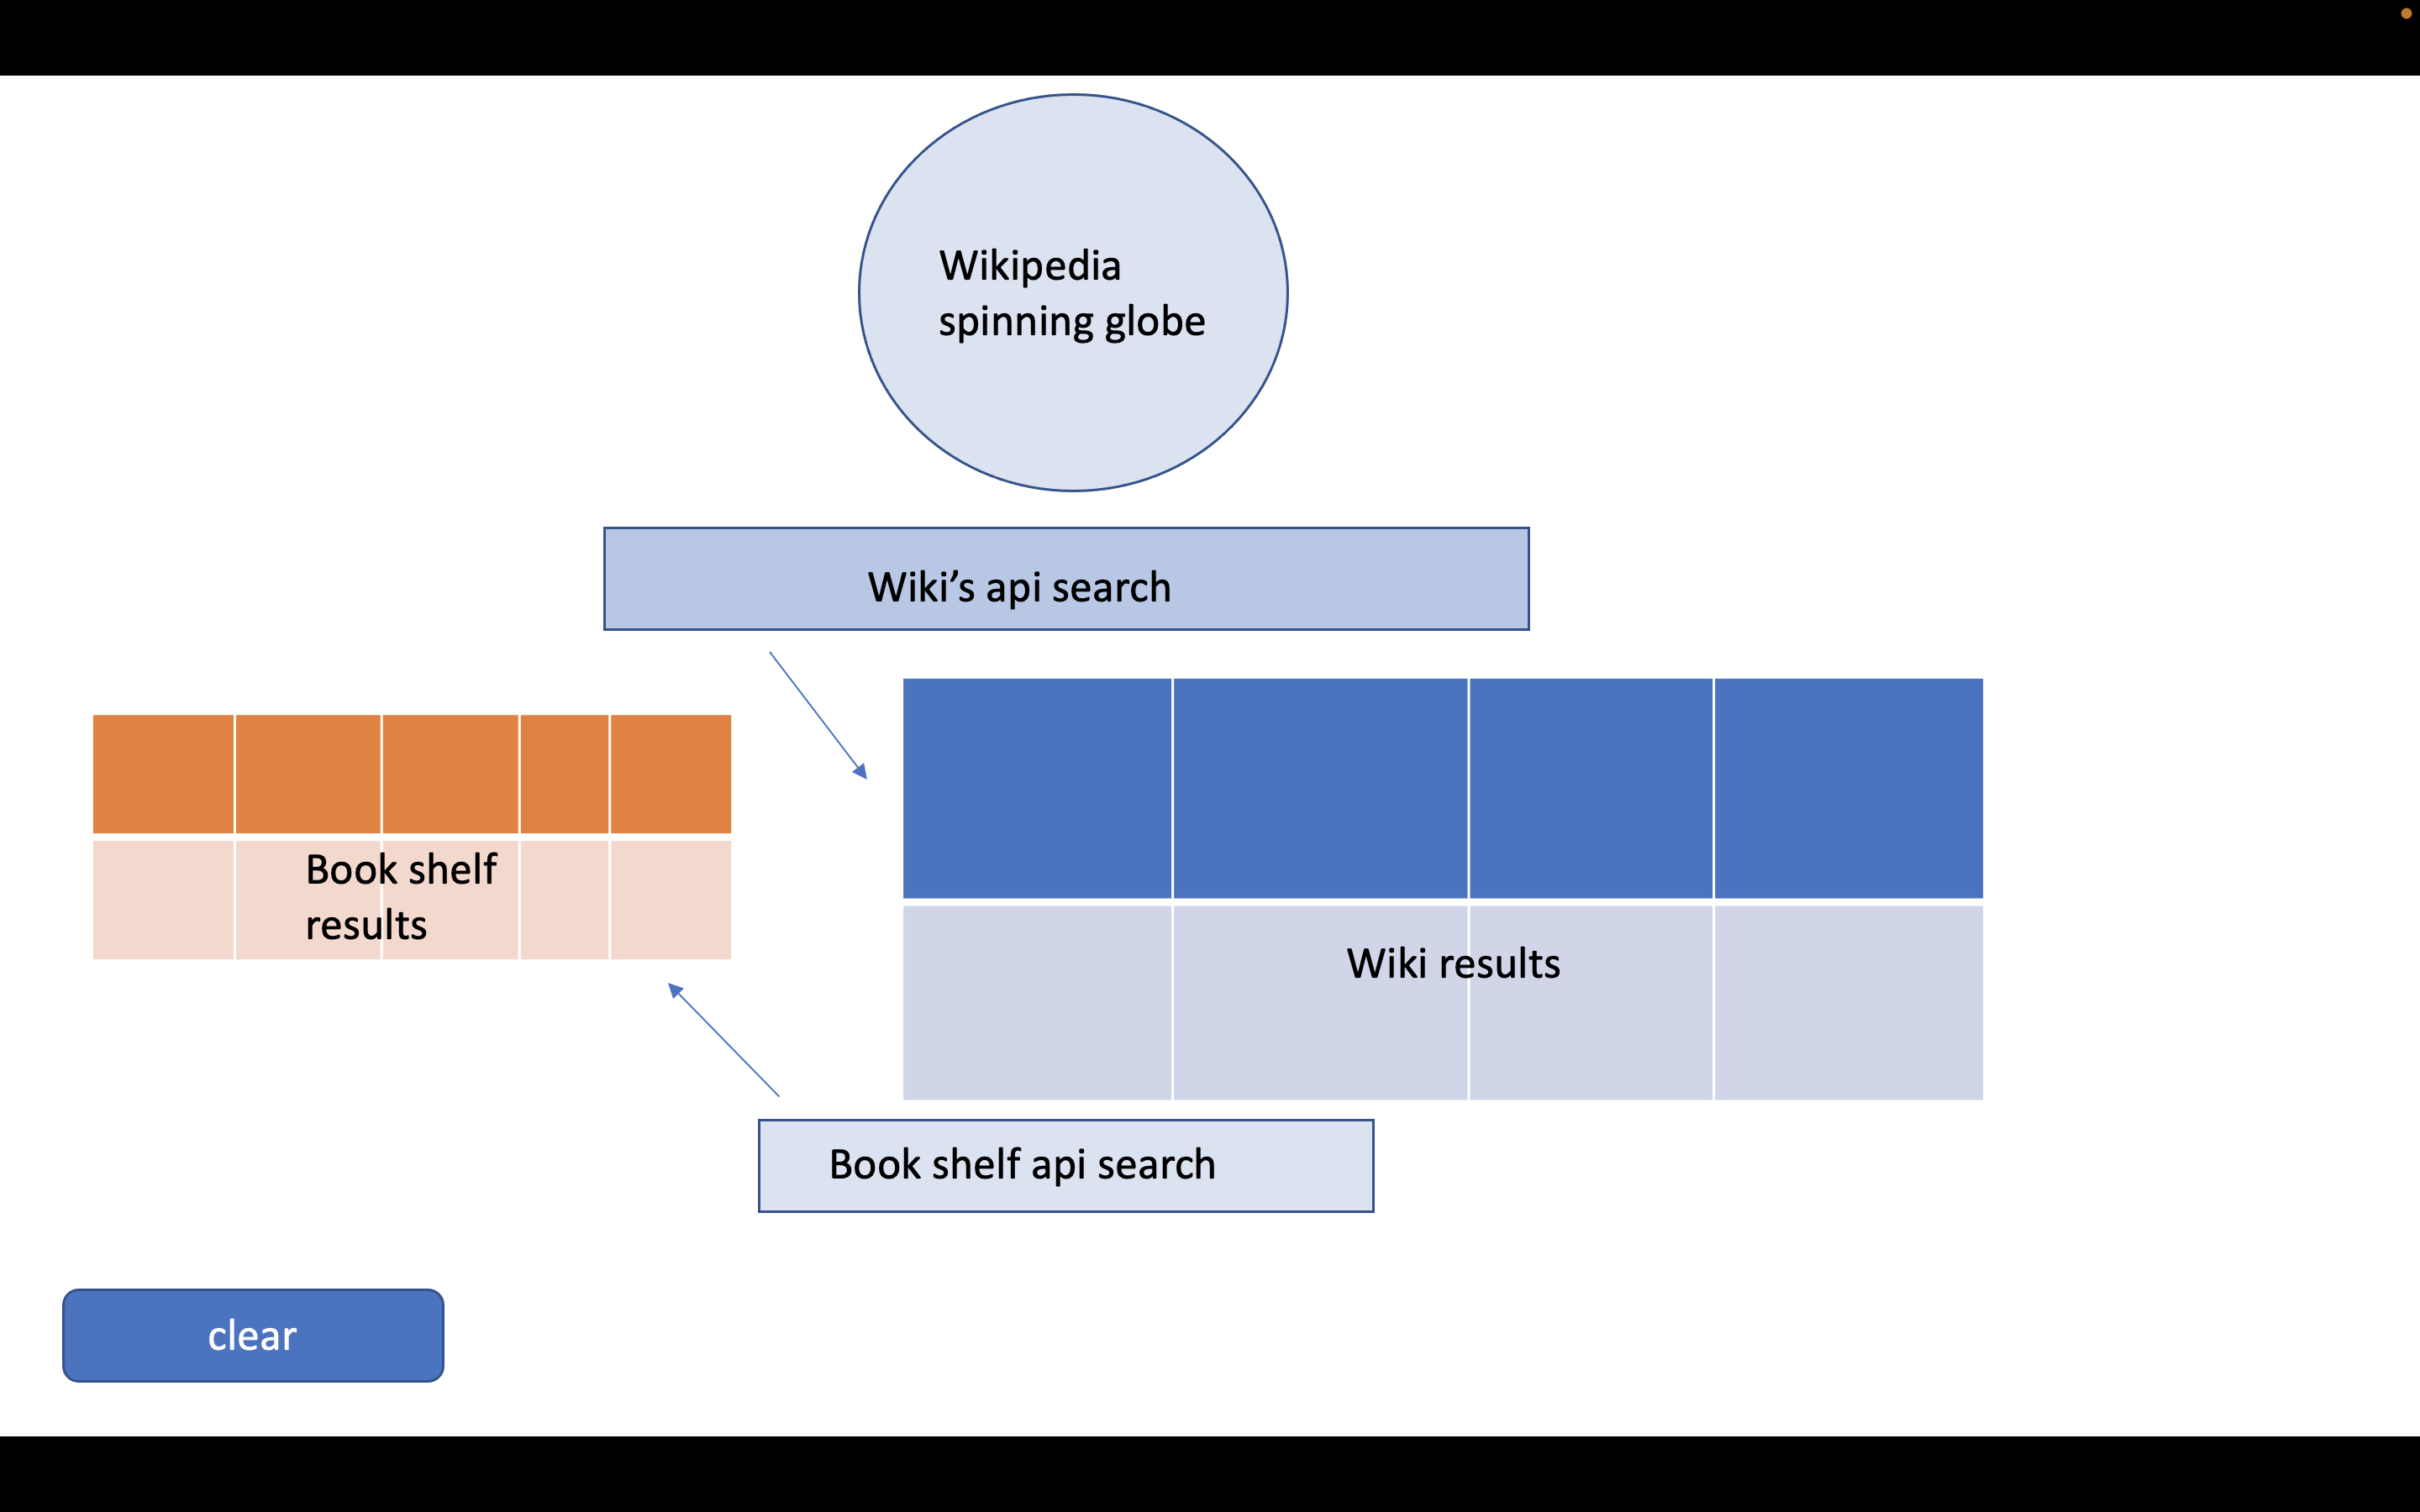 Wikipedia
spinning globe
Wiki’s api search
Book shelf
results
Wiki results
Book shelf api search
clear